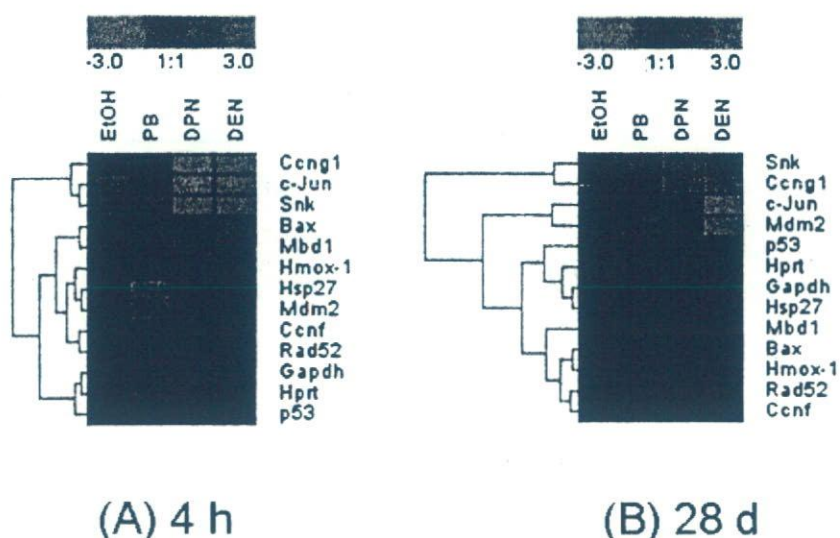 -3.0 1:1 3.0
EtOH
PB
DPN
DEN
Ccng1
c-Jun
Snk
Bax
Mbd1
Hmox-1
Hsp27
Mdm2
Ccnf
Rad52
Gapdh
Hprt
p53
(A) 4 h
-3.0 1:1 3.0
EtOH
PB
DPN
DEN
Snk
Ccng1
c-Jun
Mdm2
p53
Hprt
Gapdh
Hsp27
Mbd1
Bax
Hmox-1
Rad52
Ccnf
(B) 28 d